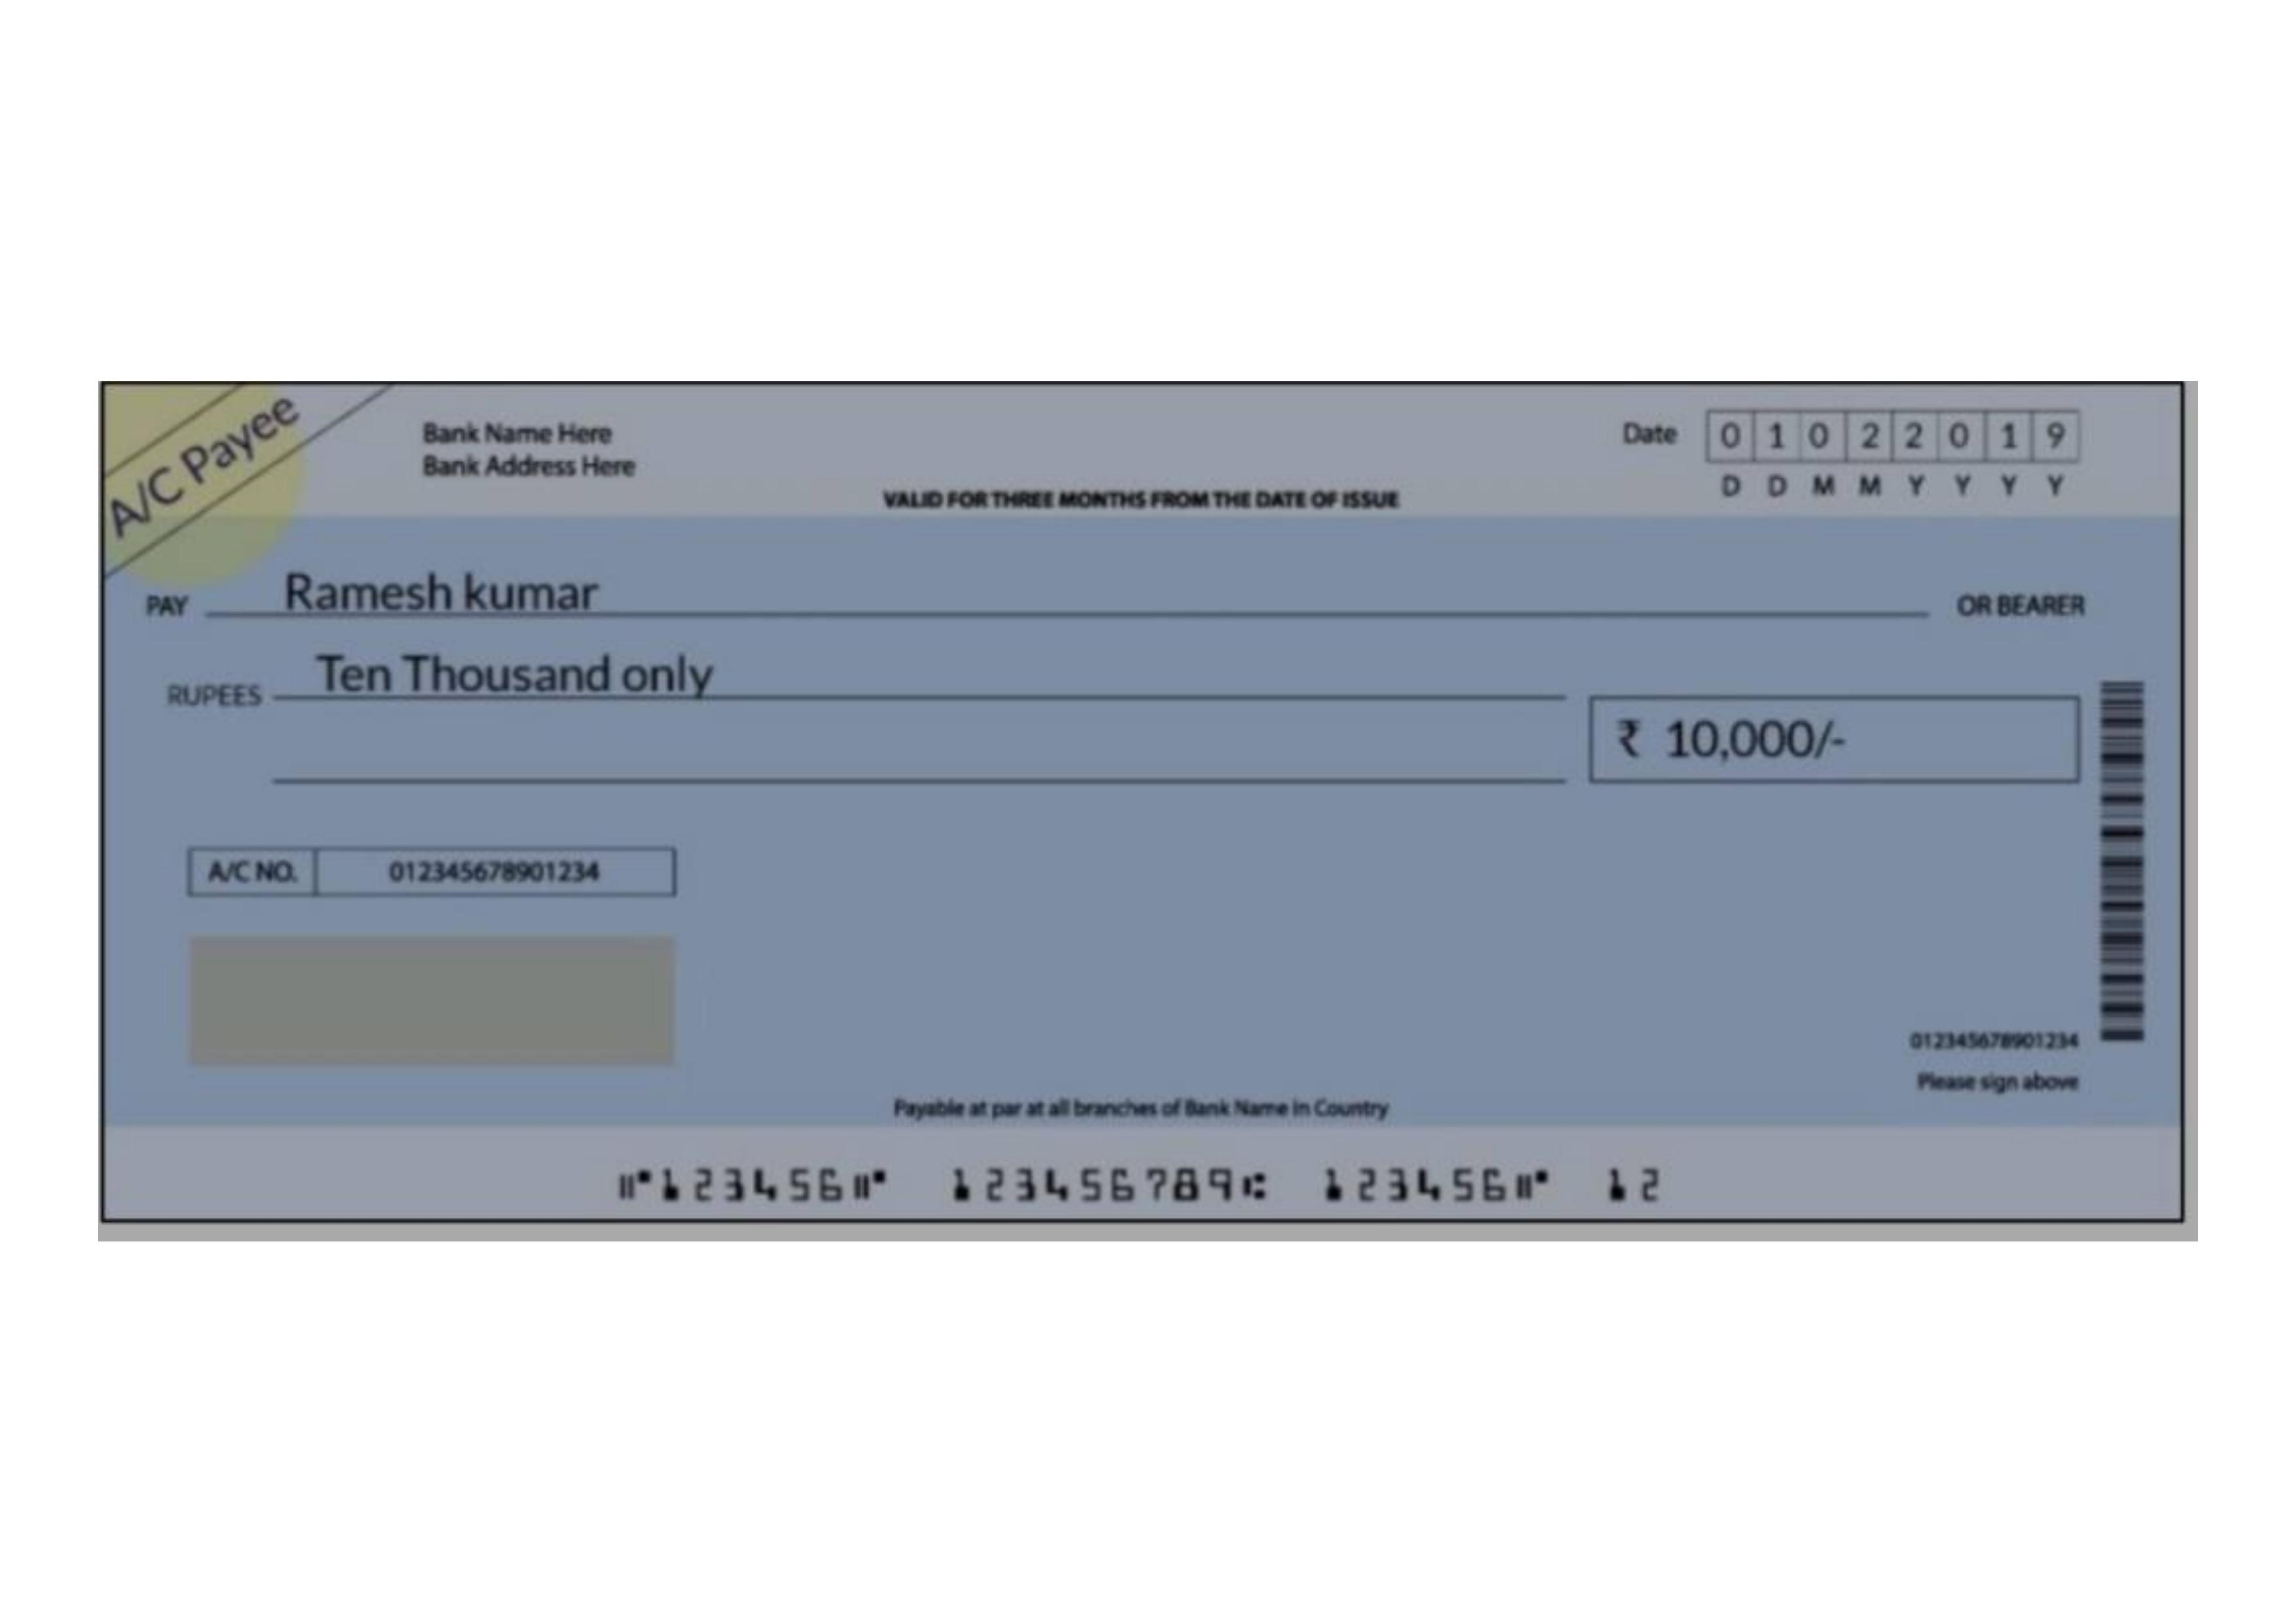 A/C Payee
Bank Name Here
Bank Address Here
Date 0 1 0 2 2 0 1 9
D D M M Y Y Y Y
VALID FOR THREE MONTHS FROM THE DATE OF ISSUE
PAY Ramesh kumar OR BEARER
RUPEES Ten Thousand only
₹ 10,000/-
A/C NO. 012345678901234
012345678901234
Please sign above
Payable at par at all branches of Bank Name in Country
⑈123456⑈ 123456789⑆ 123456⑈ 12